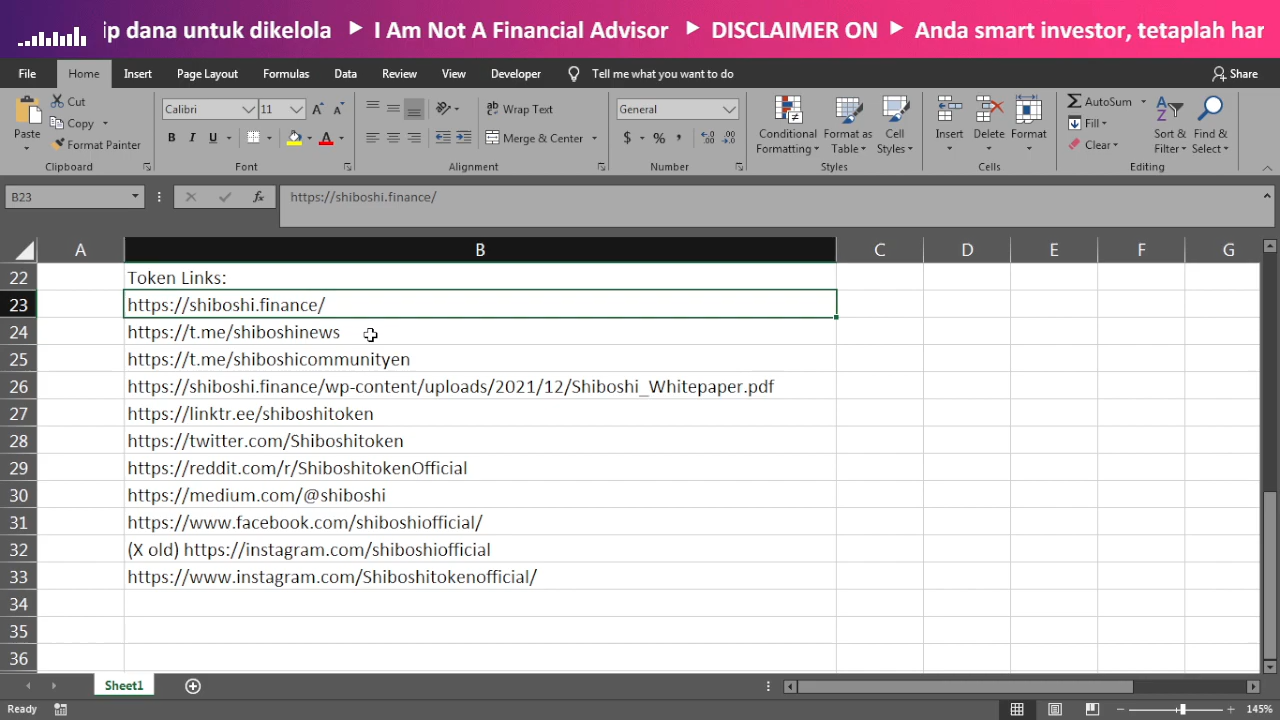 ip dana untuk dikelola ▶ I Am Not A Financial Advisor ▶ DISCLAIMER ON ▶ Anda smart investor, tetaplah har
File Home Insert Page Layout Formulas Data Review View Developer Tell me what you want to do Share
Paste Cut Copy Format Painter
Calibri 11
B I U
Wrap Text
Merge & Center
General
$ %
Conditional Formatting
Format as Table
Cell Styles
Insert Delete Format
AutoSum
Fill
Clear
Sort & Filter
Find & Select
Clipboard Font Alignment Number Styles Cells Editing
B23 fx https://shiboshi.finance/
A B C D E F G
22 Token Links:
23 https://shiboshi.finance/
24 https://t.me/shiboshinews
25 https://t.me/shiboshicommunityen
26 https://shiboshi.finance/wp-content/uploads/2021/12/Shiboshi_Whitepaper.pdf
27 https://linktr.ee/shiboshitoken
28 https://twitter.com/Shiboshitoken
29 https://reddit.com/r/ShiboshitokenOfficial
30 https://medium.com/@shiboshi
31 https://www.facebook.com/shiboshiofficial/
32 (X old) https://instagram.com/shiboshiofficial
33 https://www.instagram.com/Shiboshitokenofficial/
34
35
36
Sheet1
Ready 145%